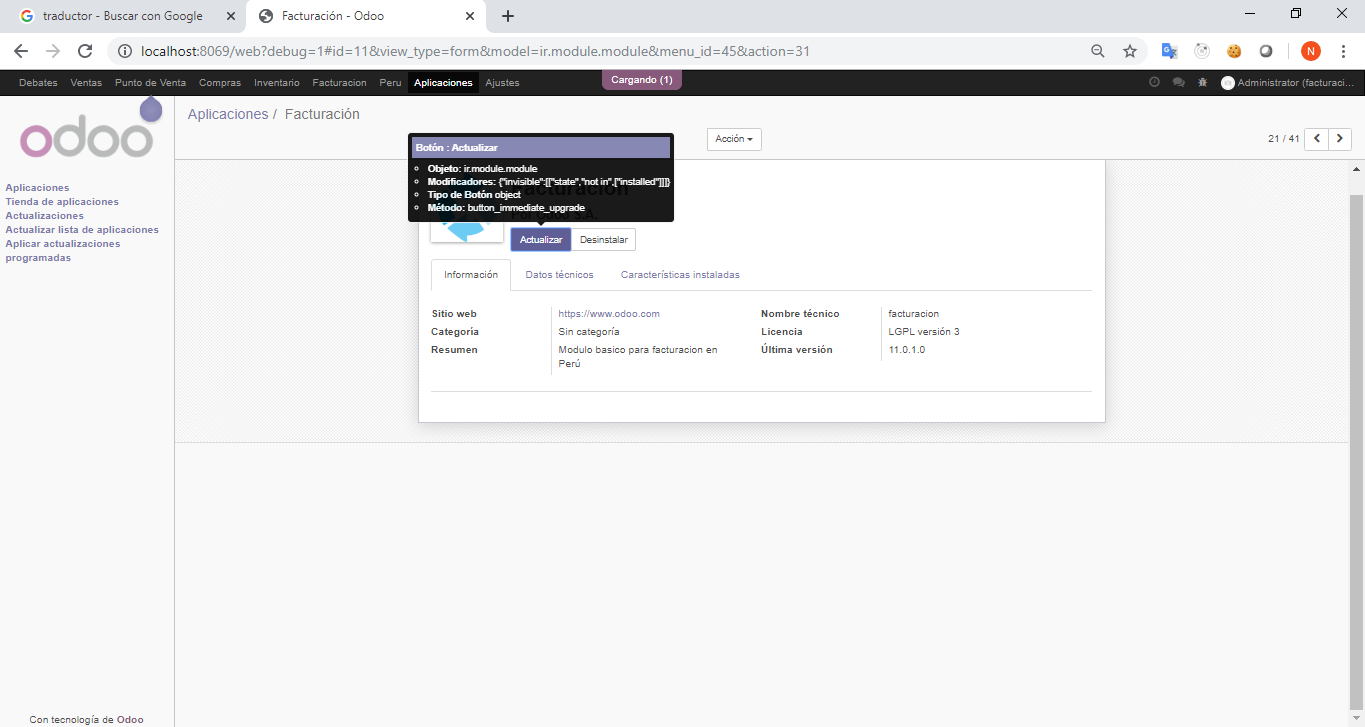 traductor - Buscar con Google
Facturación - Odoo
localhost:8069/web?debug=1#id=11&view_type=form&model=ir.module.module&menu_id=45&action=31
N
Debates Ventas Punto de Venta Compras Inventario Facturacion Peru Aplicaciones Ajustes
Cargando (1)
Administrator (facturaci...
odoo
Aplicaciones / Facturación
Acción
21 / 41
Botón : Actualizar
Objeto: ir.module.module
Modificadores: {"invisible":[["state","not in",["installed"]]]}
Tipo de Botón object
Método: button_immediate_upgrade
Aplicaciones
Tienda de aplicaciones
Actualizaciones
Actualizar lista de aplicaciones
Aplicar actualizaciones
programadas
Facturación
Por Odoo S.A.
Actualizar Desinstalar
Información Datos técnicos Características instaladas
Sitio web https://www.odoo.com Nombre técnico facturacion
Categoría Sin categoría Licencia LGPL versión 3
Resumen Modulo basico para facturacion en Última versión 11.0.1.0
Perú
Con tecnología de Odoo